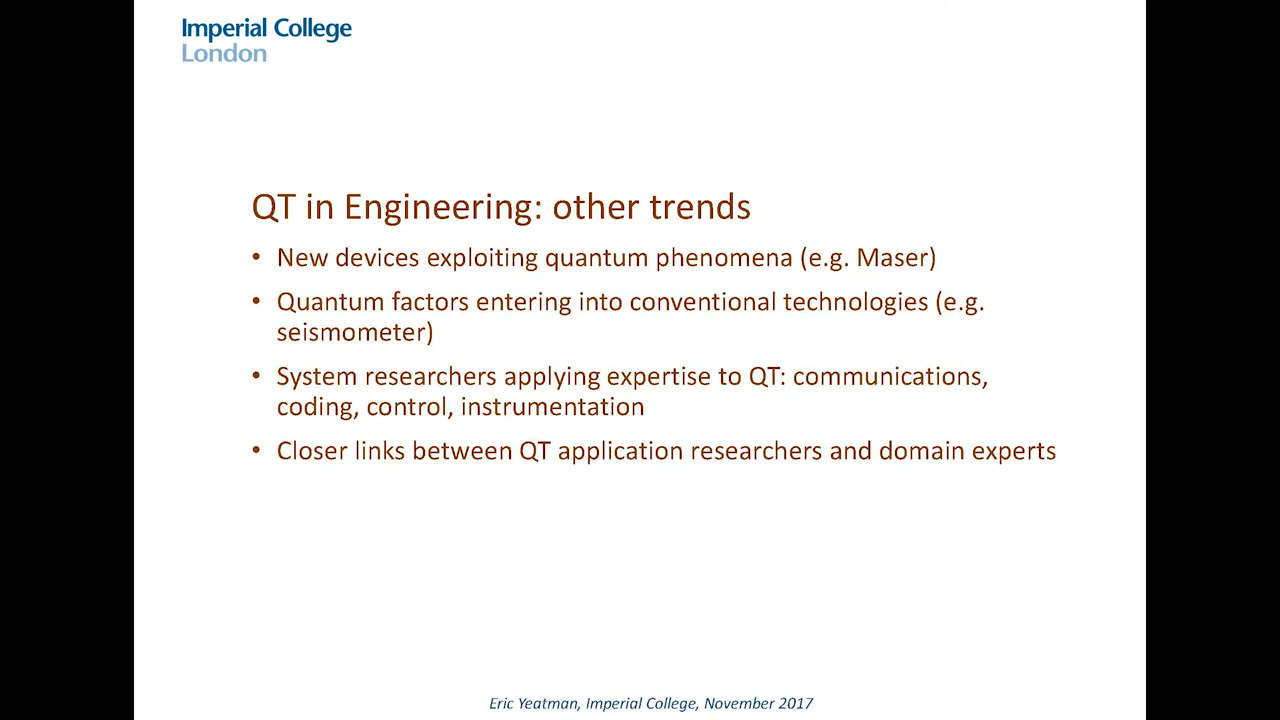 Imperial College
London
QT in Engineering: other trends
• New devices exploiting quantum phenomena (e.g. Maser)
• Quantum factors entering into conventional technologies (e.g.
seismometer)
• System researchers applying expertise to QT: communications,
coding, control, instrumentation
• Closer links between QT application researchers and domain experts
Eric Yeatman, Imperial College, November 2017